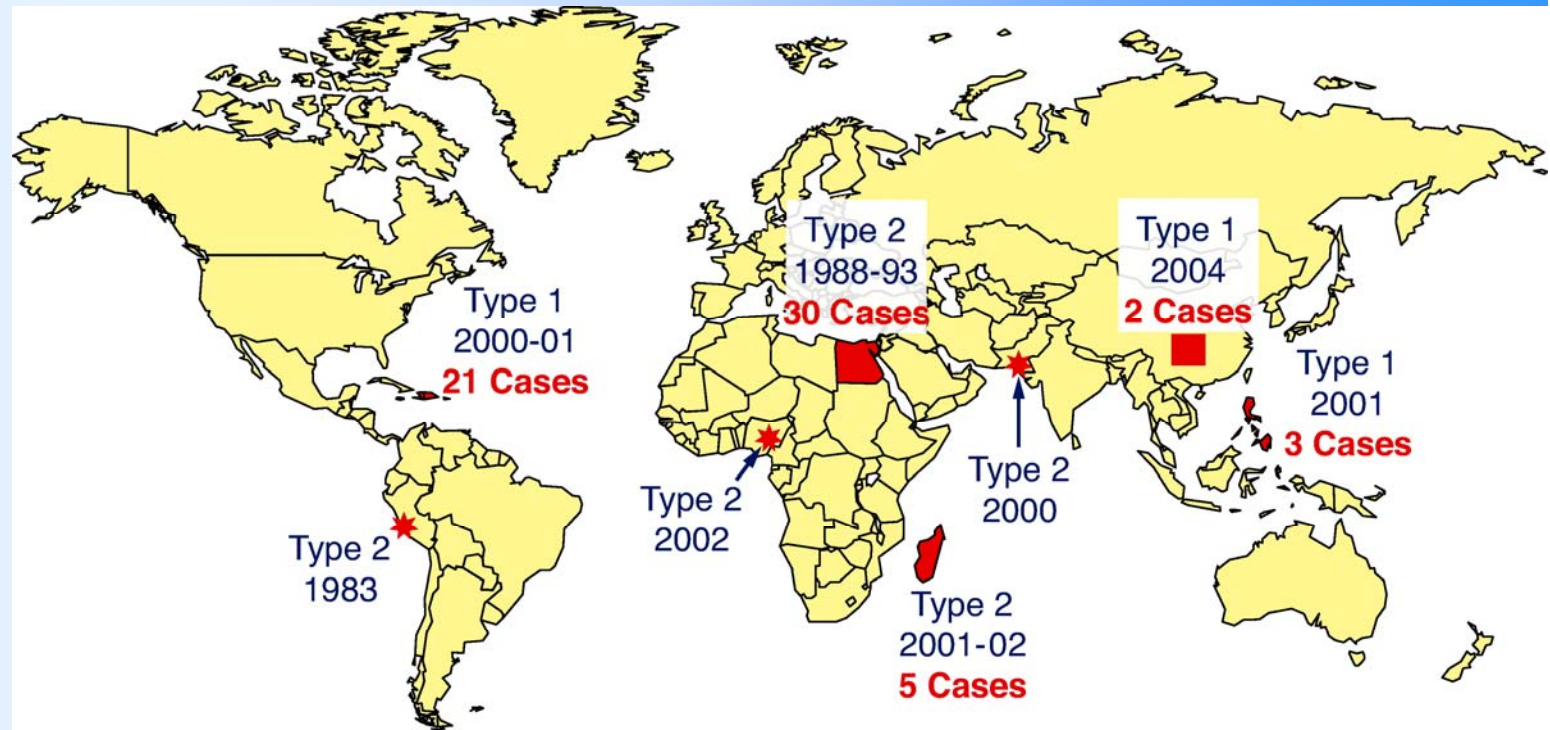 Type 1
2000-01
21 Cases
Type 2
1983
Type 2
1988-93
30 Cases
Type 2
2002
Type 2
2000
Type 2
2001-02
5 Cases
Type 1
2004
2 Cases
Type 1
2001
3 Cases